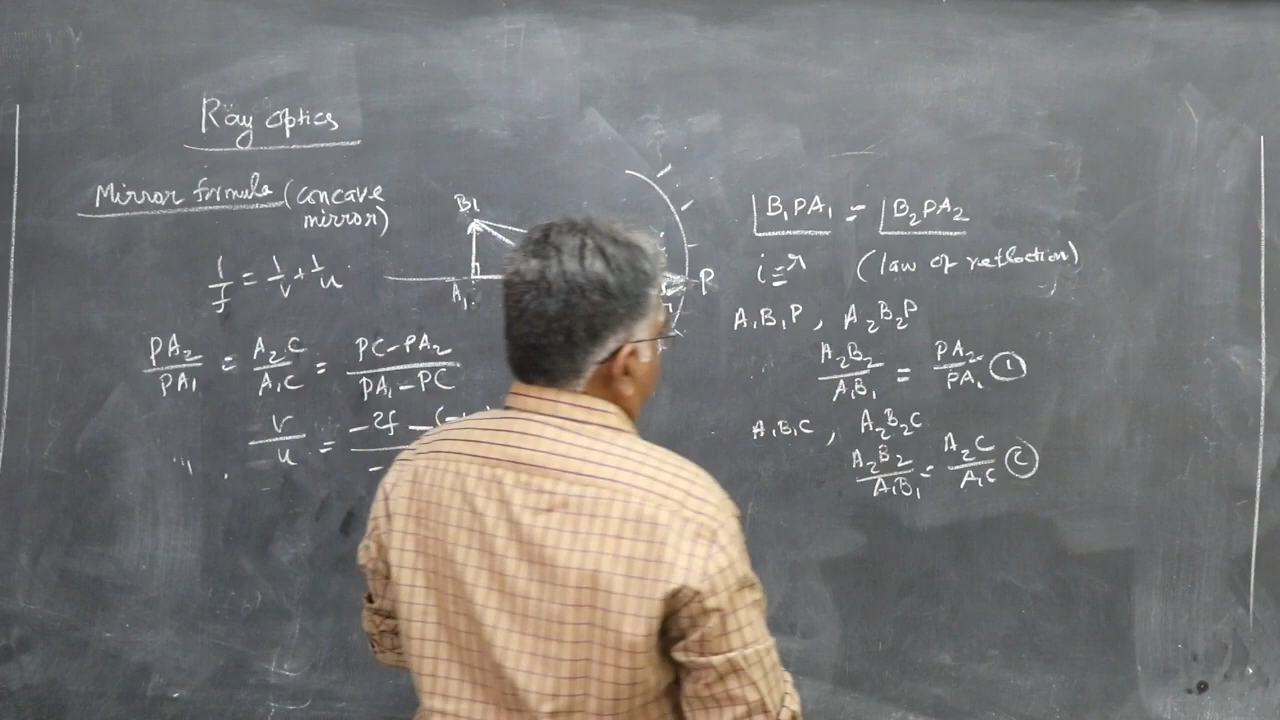 Ray optics
Mirror formula (concave
mirror)
1/f = 1/v + 1/u
PA₂/PA₁ = A₂C/A₁C = PC-PA₂/PA₁-PC
v/u = -2f-(-
B₁
A₁
P
∠B₁PA₁ = ∠B₂PA₂
i=r (law of reflection)
A₁B₁P, A₂B₂P
A₂B₂/A₁B₁ = PA₂/PA₁ ①
A₁B₁C, A₂B₂C
A₂B₂/A₁B₁ = A₂C/A₁C ②